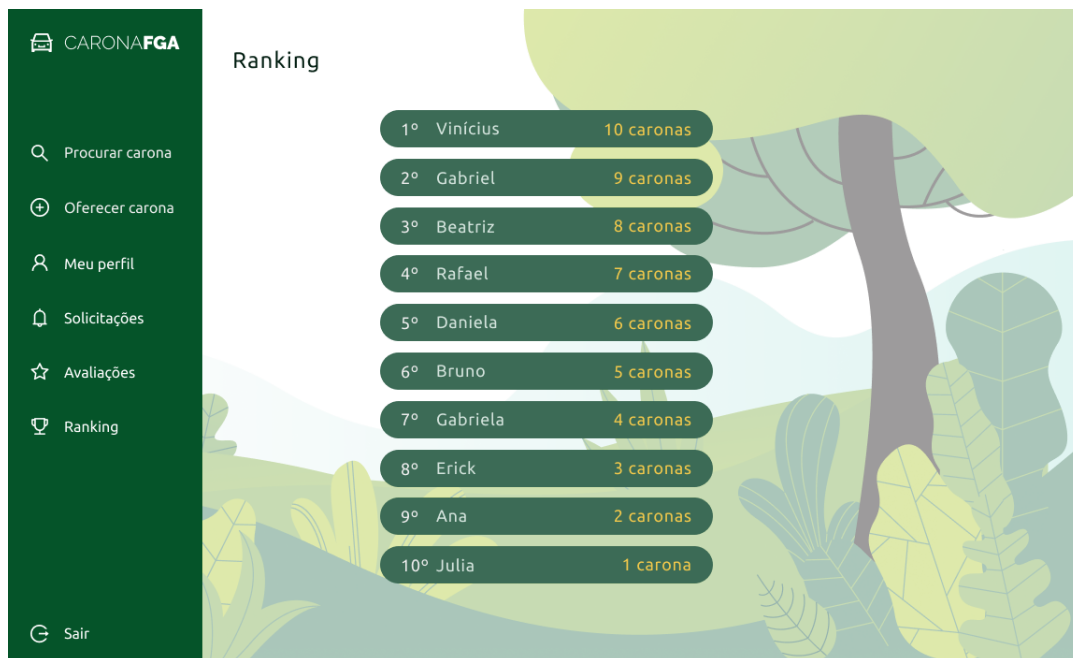 CARONAFGA
Procurar carona
Oferecer carona
Meu perfil
Solicitações
Avaliações
Ranking
Sair
Ranking
1º Vinícius 10 caronas
2º Gabriel 9 caronas
3º Beatriz 8 caronas
4º Rafael 7 caronas
5º Daniela 6 caronas
6º Bruno 5 caronas
7º Gabriela 4 caronas
8º Erick 3 caronas
9º Ana 2 caronas
10º Julia 1 carona